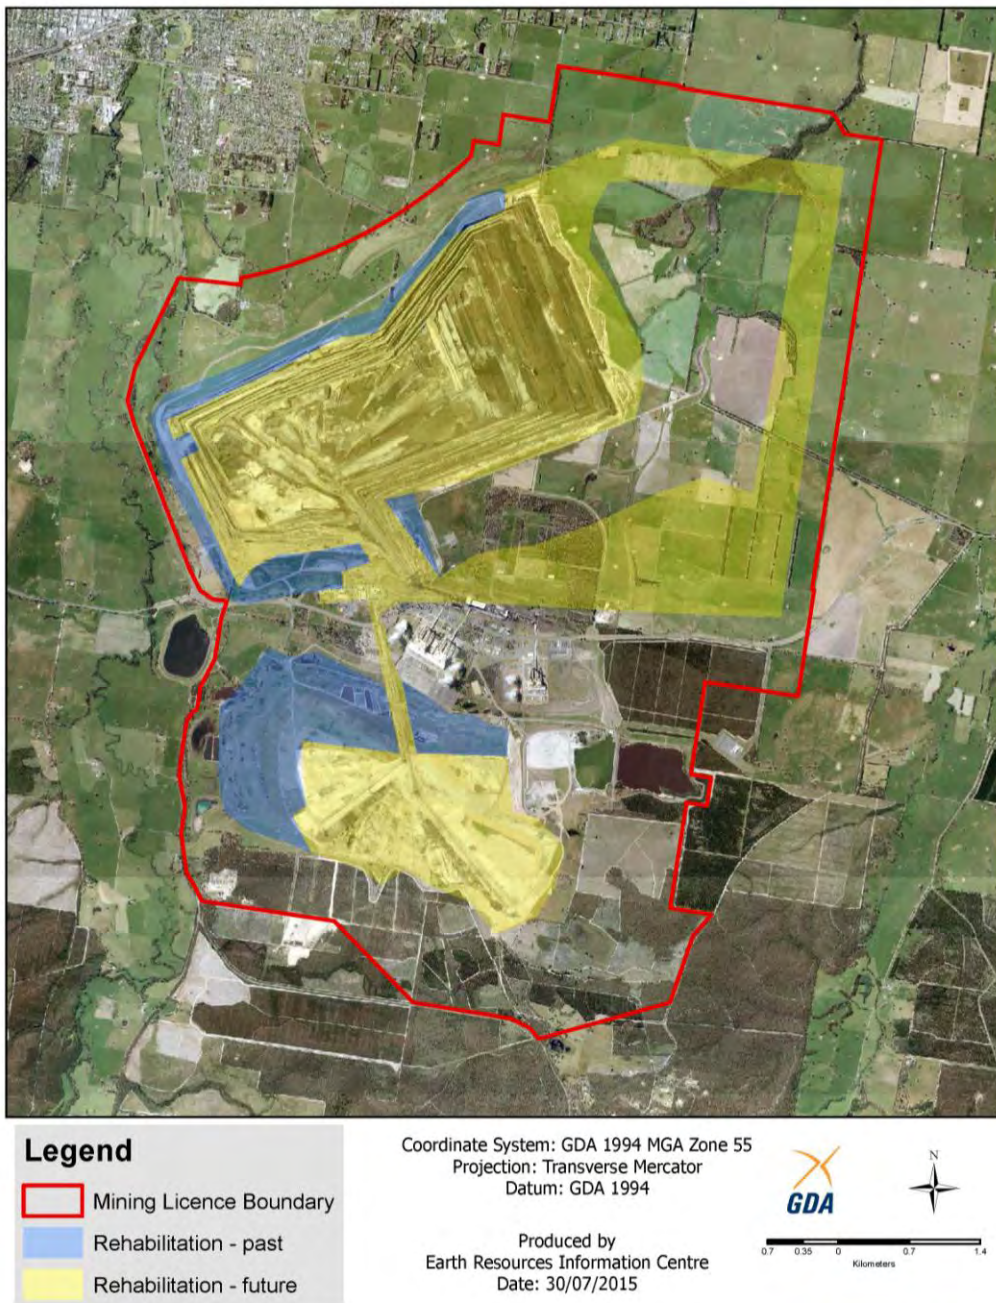 Legend
Mining Licence Boundary
Rehabilitation - past
Rehabilitation - future
Coordinate System: GDA 1994 MGA Zone 55
Projection: Transverse Mercator
Datum: GDA 1994
Produced by
Earth Resources Information Centre
Date: 30/07/2015
GDA
N
0.7 0.35 0 0.7 1.4
Kilometers